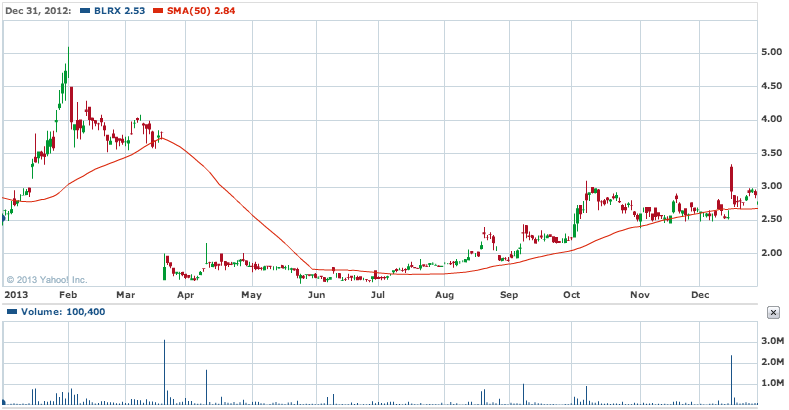 Dec 31, 2012: BLRX 2.53 SMA(50) 2.84
5.00
4.50
4.00
3.50
3.00
2.50
2.00
© 2013 Yahoo! Inc.
2013 Feb Mar Apr May Jun Jul Aug Sep Oct Nov Dec
Volume: 100,400
3.0M
2.0M
1.0M